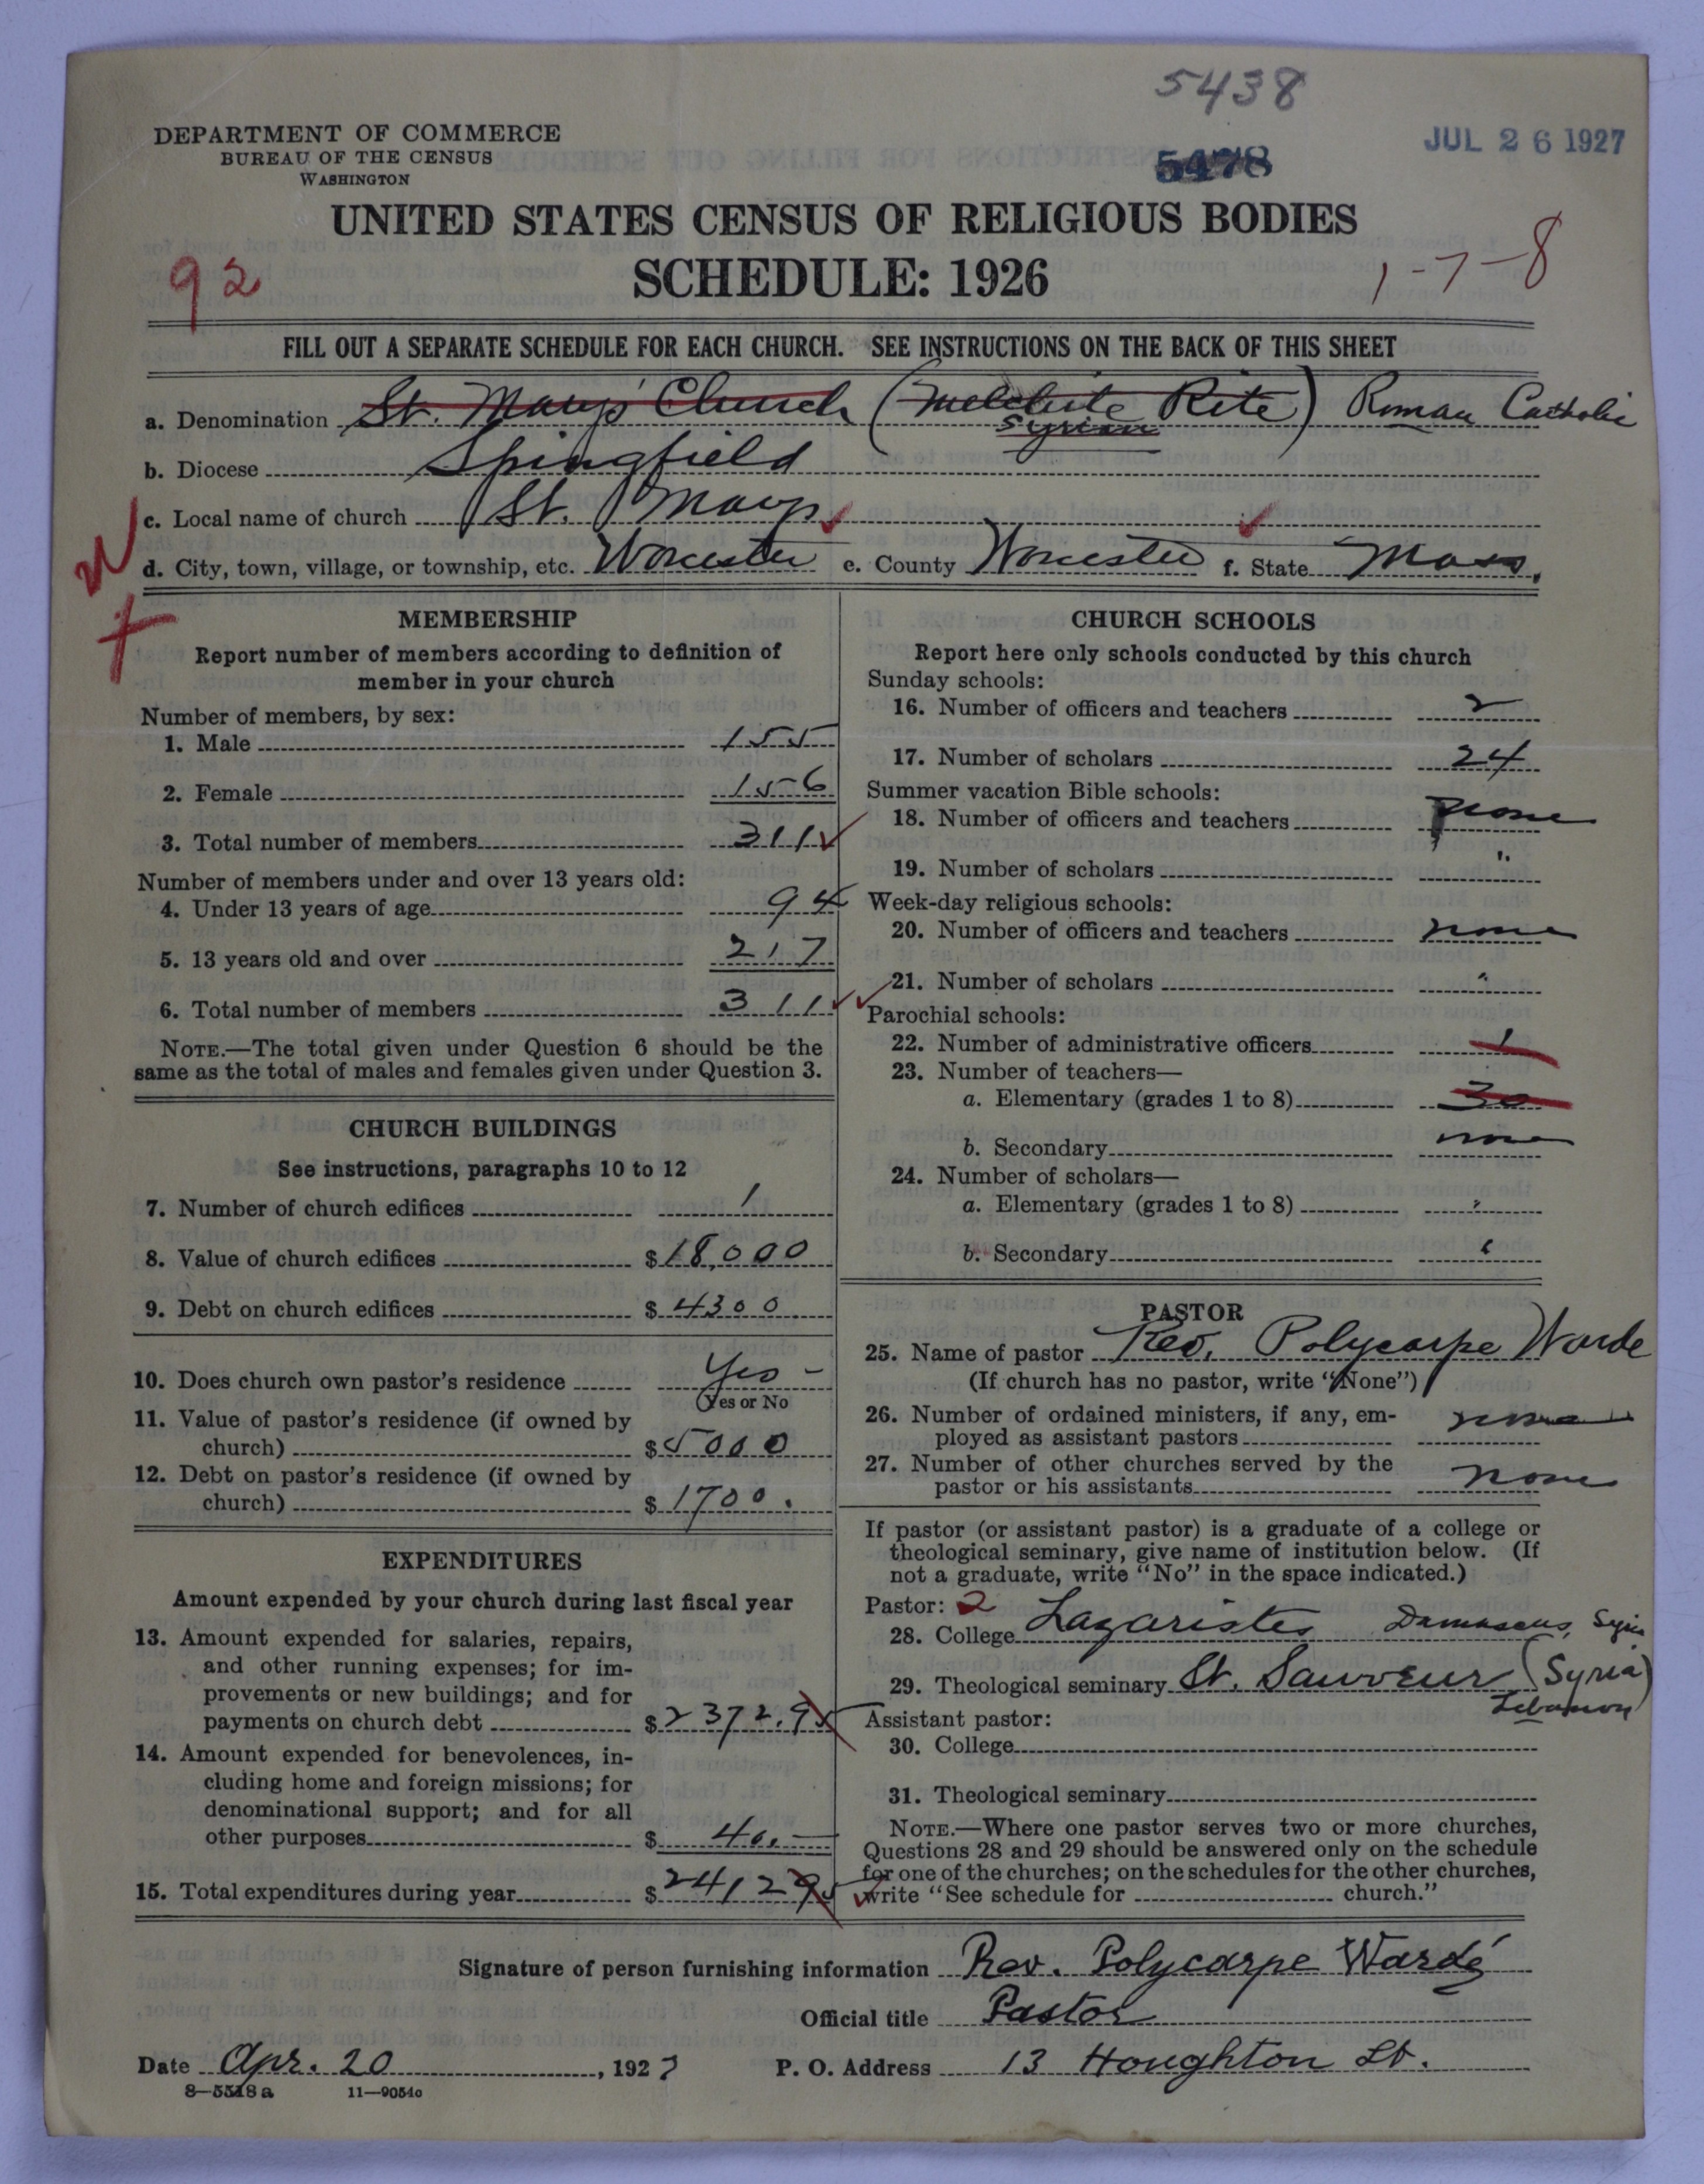 5438
DEPARTMENT OF COMMERCE
BUREAU OF THE CENSUS
WASHINGTON
JUL 26 1927
5478
UNITED STATES CENSUS OF RELIGIOUS BODIES
SCHEDULE: 1926
92
1-7-8
FILL OUT A SEPARATE SCHEDULE FOR EACH CHURCH. SEE INSTRUCTIONS ON THE BACK OF THIS SHEET
a. Denomination St. Mary's Church (Melchite Rite) Roman Catholic
Syrian
b. Diocese Springfield
c. Local name of church St. Marys
d. City, town, village, or township, etc. Worcester e. County Worcester f. State Mass.
MEMBERSHIP
Report number of members according to definition of
member in your church
Number of members, by sex:
1. Male 155
2. Female 156
3. Total number of members 311
Number of members under and over 13 years old:
4. Under 13 years of age 94
5. 13 years old and over 217
6. Total number of members 311
NOTE.—The total given under Question 6 should be the
same as the total of males and females given under Question 3.
CHURCH BUILDINGS
See instructions, paragraphs 10 to 12
7. Number of church edifices 1
8. Value of church edifices $18,000
9. Debt on church edifices $4300
10. Does church own pastor's residence Yes -
(Yes or No
11. Value of pastor's residence (if owned by
church) $5000
12. Debt on pastor's residence (if owned by
church) $1700.
EXPENDITURES
Amount expended by your church during last fiscal year
13. Amount expended for salaries, repairs,
and other running expenses; for im-
provements or new buildings; and for
payments on church debt $2372.95
14. Amount expended for benevolences, in-
cluding home and foreign missions; for
denominational support; and for all
other purposes $40.—
15. Total expenditures during year $2412
CHURCH SCHOOLS
Report here only schools conducted by this church
Sunday schools:
16. Number of officers and teachers 2
17. Number of scholars 24
Summer vacation Bible schools:
18. Number of officers and teachers none
19. Number of scholars "
Week-day religious schools:
20. Number of officers and teachers none
21. Number of scholars "
Parochial schools:
22. Number of administrative officers 1
23. Number of teachers—
a. Elementary (grades 1 to 8) 30
b. Secondary none
24. Number of scholars—
a. Elementary (grades 1 to 8) "
b. Secondary "
PASTOR
25. Name of pastor Rev. Polycarpe Warde
(If church has no pastor, write "None")
26. Number of ordained ministers, if any, em-
ployed as assistant pastors none
27. Number of other churches served by the
pastor or his assistants none
If pastor (or assistant pastor) is a graduate of a college or
theological seminary, give name of institution below. (If
not a graduate, write "No" in the space indicated.)
Pastor: 2
28. College Lazaristes Damascus, Syria
29. Theological seminary St. Sauveur (Syria)
Lebanon
Assistant pastor:
30. College
31. Theological seminary
NOTE.—Where one pastor serves two or more churches,
Questions 28 and 29 should be answered only on the schedule
for one of the churches; on the schedules for the other churches,
write "See schedule for church."
Signature of person furnishing information Rev. Polycarpe Wardé
Official title Pastor
Date Apr. 20, 1927 P. O. Address 13 Houghton St.
8—5518 a 11—9054c